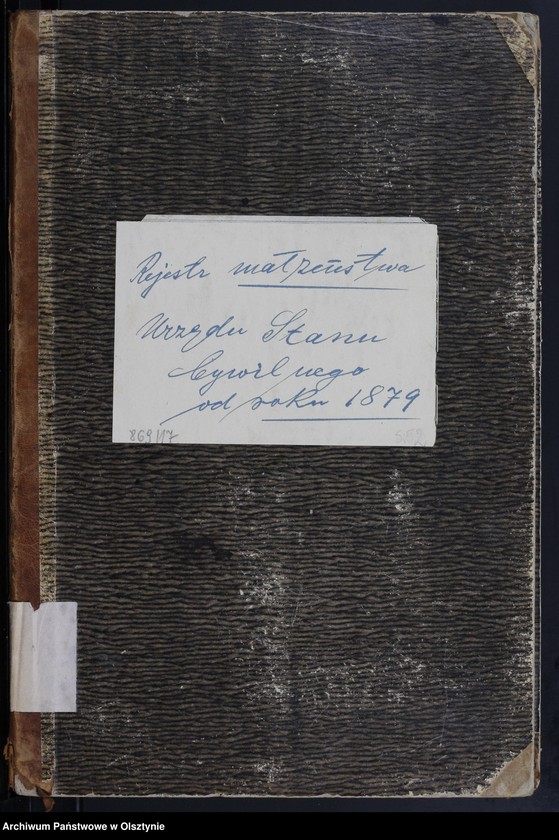 Rejestr małżeństwa
Urzędu Stanu
Cywilnego
od roku 1879
869/17
Archiwum Państwowe w Olsztynie